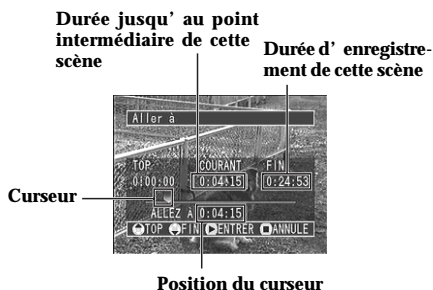 Durée jusqu' au point
intermédiaire de cette
scène
Durée d' enregistre-
ment de cette scène
Aller à
TOP COURANT FIN
0:00:00 0:04:15 0:24:53
Curseur
ALLEZ À 0:04:15
TOP FIN ENTRER ANNULE
Position du curseur